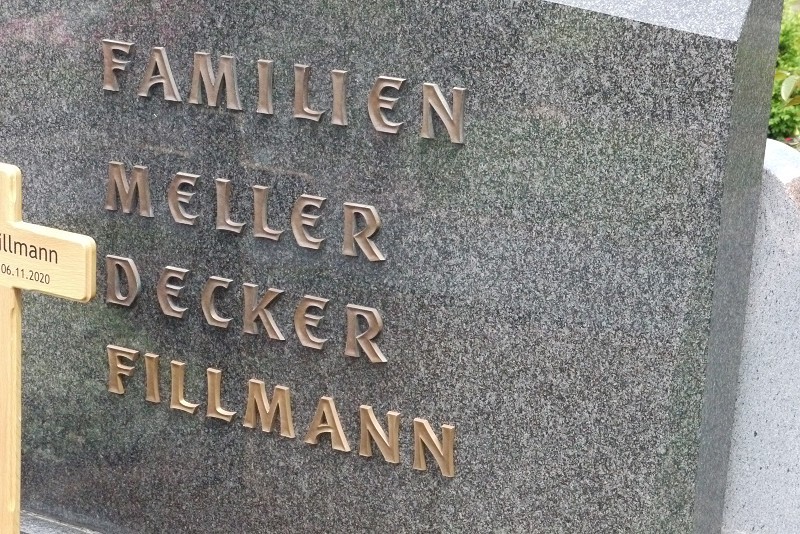 FAMILIEN
MELLER
DECKER
FILLMANN
illmann
06.11.2020